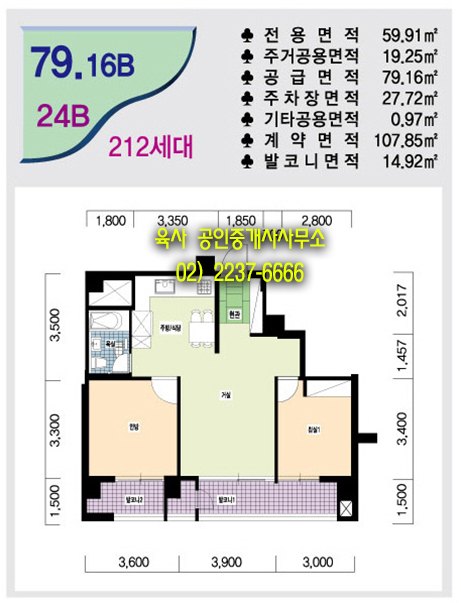 79.16B
24B
212세대
♣ 전용면적 59.91㎡
♣ 주거공용면적 19.25㎡
♣ 공급면적 79.16㎡
♣ 주차장면적 27.72㎡
♣ 기타공용면적 0.97㎡
♣ 계약면적 107.85㎡
♣ 발코니면적 14.92㎡
1,800 3,350 1,850 2,800
육사 공인중개사사무소
02) 2237-6666
3,500
3,300
1,500
2,017
1,457
3,400
1,500
현관
주방/식당
욕실
거실
안방
침실1
발코니2
발코니1
3,600 3,900 3,000